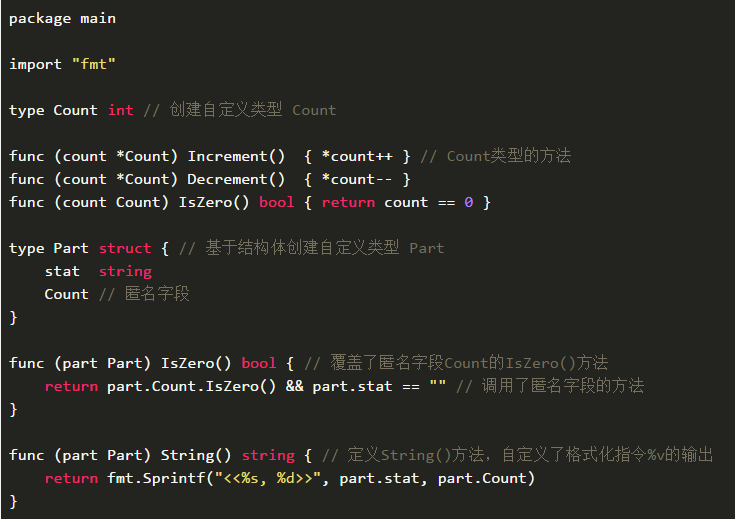 package main
import "fmt"
type Count int // 创建自定义类型 Count
func (count *Count) Increment()  { *count++ } // Count类型的方法
func (count *Count) Decrement()  { *count-- }
func (count Count) IsZero() bool { return count == 0 }
type Part struct { // 基于结构体创建自定义类型 Part
    stat  string
    Count // 匿名字段
}
func (part Part) IsZero() bool { // 覆盖了匿名字段Count的IsZero()方法
    return part.Count.IsZero() && part.stat == "" // 调用了匿名字段的方法
}
func (part Part) String() string { // 定义String()方法，自定义了格式化指令%v的输出
    return fmt.Sprintf("<<%s, %d>>", part.stat, part.Count)
}